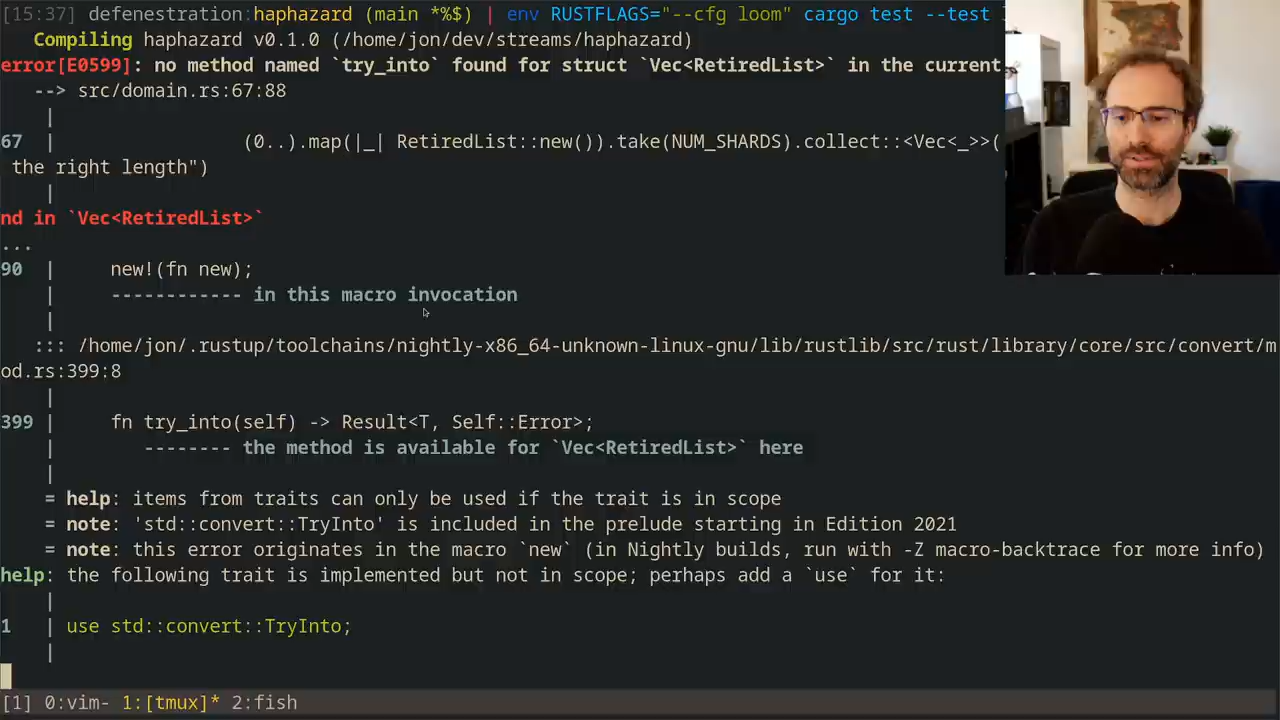 [15:37] defenestration:haphazard (main *%$) | env RUSTFLAGS="--cfg loom" cargo test --test
Compiling haphazard v0.1.0 (/home/jon/dev/streams/haphazard)
error[E0599]: no method named `try_into` found for struct `Vec<RetiredList>` in the current
--> src/domain.rs:67:88
|
67 | (0..).map(|_| RetiredList::new()).take(NUM_SHARDS).collect::<Vec<_>>(
the right length")
|
nd in `Vec<RetiredList>`
...
90 | new!(fn new);
| ------------ in this macro invocation
|
::: /home/jon/.rustup/toolchains/nightly-x86_64-unknown-linux-gnu/lib/rustlib/src/rust/library/core/src/convert/m
od.rs:399:8
|
399 | fn try_into(self) -> Result<T, Self::Error>;
| -------- the method is available for `Vec<RetiredList>` here
|
= help: items from traits can only be used if the trait is in scope
= note: 'std::convert::TryInto' is included in the prelude starting in Edition 2021
= note: this error originates in the macro `new` (in Nightly builds, run with -Z macro-backtrace for more info)
help: the following trait is implemented but not in scope; perhaps add a `use` for it:
|
1 | use std::convert::TryInto;
|
[1] 0:vim- 1:[tmux]* 2:fish